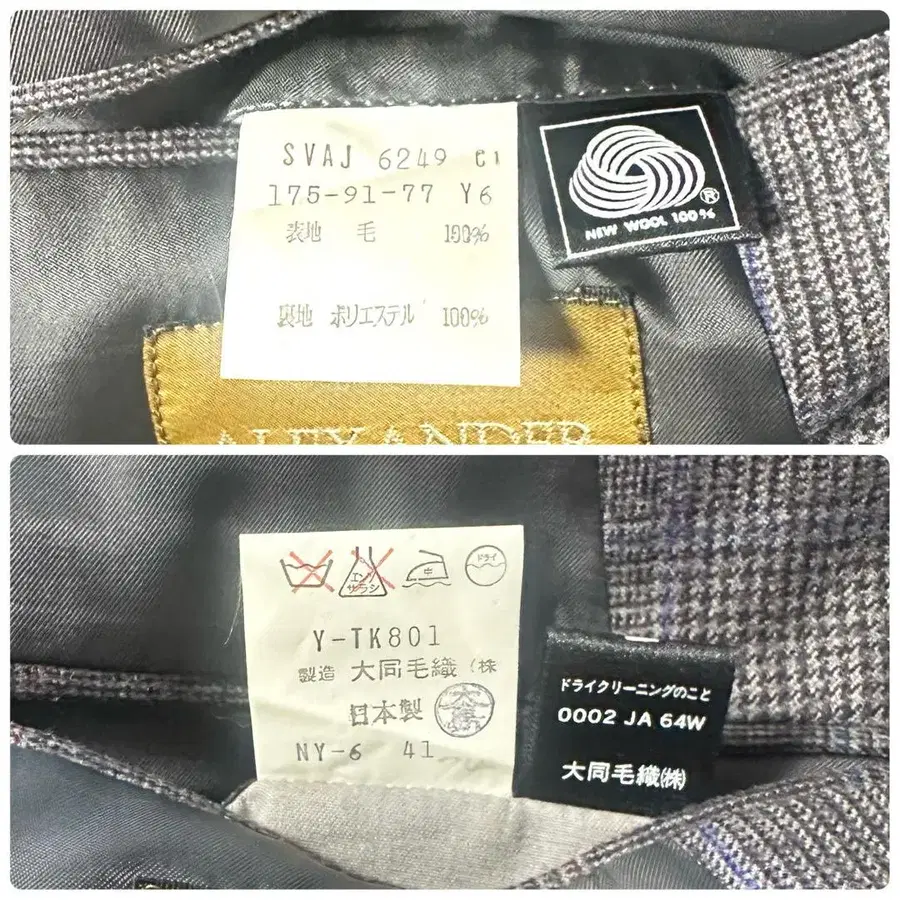 SVAJ 6249 e1
175-91-77 Y6
表地 毛 100%
裏地 ポリエステル 100%
NEW WOOL 100%
ALEXANDER
エンソ サラシ
中
ドライ
Y-TK801
製造 大同毛織(株
日本製
NY-6 41
ドライクリーニングのこと
0002 JA 64W
大同毛織(株)